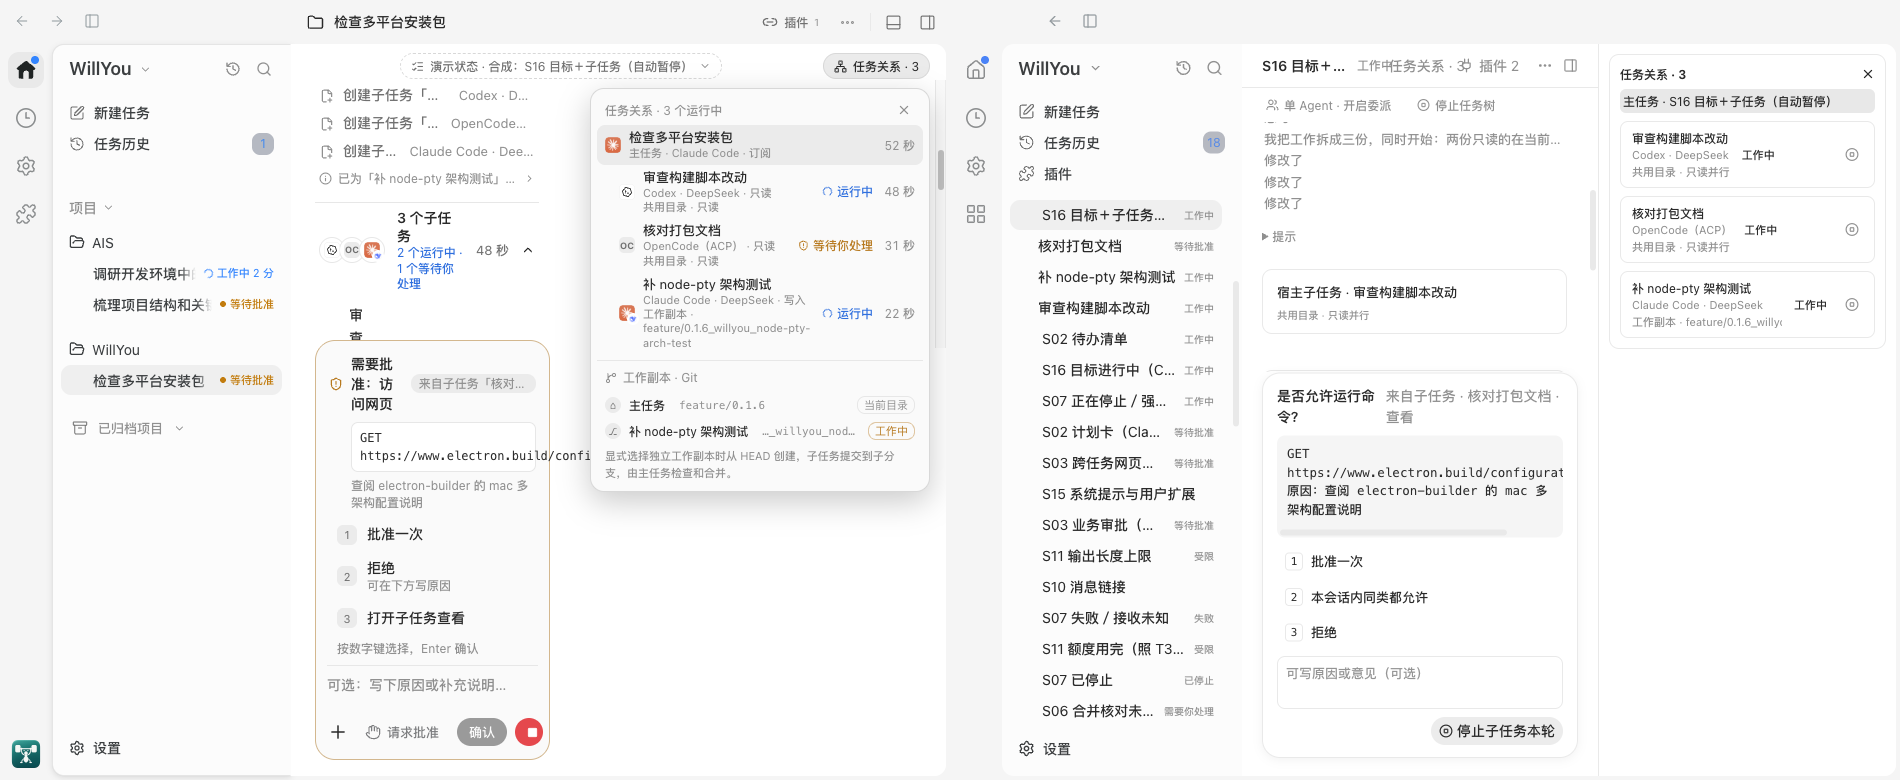 检查多平台安装包
插件 1
WillYou
新建任务
任务历史
1
项目
AIS
调研开发环境中
工作中 2 分
梳理项目结构和关
等待批准
WillYou
检查多平台安装包
等待批准
已归档项目
设置
演示状态 · 合成：S16 目标＋子任务（自动暂停）
任务关系 · 3
创建子任务「...
Codex · D...
创建子任务「...
OpenCode...
创建子...
Claude Code · Dee...
已为「补 node-pty 架构测试」...
OC
3 个子任
务
2 个运行中 ·
1 个等待你
处理
48 秒
审
查
需要批
准：访
问网页
来自子任务「核对...
GET
https://www.electron.build/confi
查阅 electron-builder 的 mac 多
架构配置说明
1
批准一次
2
拒绝
可在下方写原因
3
打开子任务查看
按数字键选择，Enter 确认
可选：写下原因或补充说明...
请求批准
确认
任务关系 · 3 个运行中
检查多平台安装包
主任务 · Claude Code · 订阅
52 秒
审查构建脚本改动
Codex · DeepSeek · 只读
共用目录 · 只读
运行中
48 秒
OC
核对打包文档
OpenCode（ACP） · 只读
共用目录 · 只读
等待你处理
31 秒
补 node-pty 架构测试
Claude Code · DeepSeek · 写入
工作副本 ·
feature/0.1.6_willyou_node-pty-
arch-test
运行中
22 秒
工作副本 · Git
主任务
feature/0.1.6
当前目录
补 node-pty 架构测试
…_willyou_nod...
工作中
显式选择独立工作副本时从 HEAD 创建，子任务提交到子分
支，由主任务检查和合并。
WillYou
新建任务
任务历史
18
插件
S16 目标＋子任务...
工作中
核对打包文档
等待批准
补 node-pty 架构测试
工作中
审查构建脚本改动
工作中
S02 待办清单
工作中
S16 目标进行中（C...
工作中
S07 正在停止 / 强...
工作中
S02 计划卡（Cla...
等待批准
S03 跨任务网页...
等待批准
S15 系统提示与用户扩展
S03 业务审批（...
等待批准
S11 输出长度上限
受限
S10 消息链接
S07 失败 / 接收未知
失败
S11 额度用完（照 T3...
受限
S07 已停止
已停止
S06 合并核对未...
需要你处理
设置
S16 目标＋...
工作中
任务关系 · 3
插件 2
单 Agent · 开启委派
停止任务树
我把工作拆成三份，同时开始：两份只读的在当前...
修改了
修改了
修改了
提示
宿主子任务 · 审查构建脚本改动
共用目录 · 只读并行
是否允许运行命
令?
来自子任务 · 核对打包文档 ·
查看
GET
https://www.electron.build/configurat
原因：查阅 electron-builder 的 mac 多
架构配置说明
1
批准一次
2
本会话内同类都允许
3
拒绝
可写原因或意见（可选）
停止子任务本轮
任务关系 · 3
主任务 · S16 目标＋子任务（自动暂停）
审查构建脚本改动
Codex · DeepSeek
工作中
共用目录 · 只读并行
核对打包文档
OpenCode（ACP）
工作中
共用目录 · 只读并行
补 node-pty 架构测试
Claude Code · DeepSeek
工作中
工作副本 · feature/0.1.6_willy